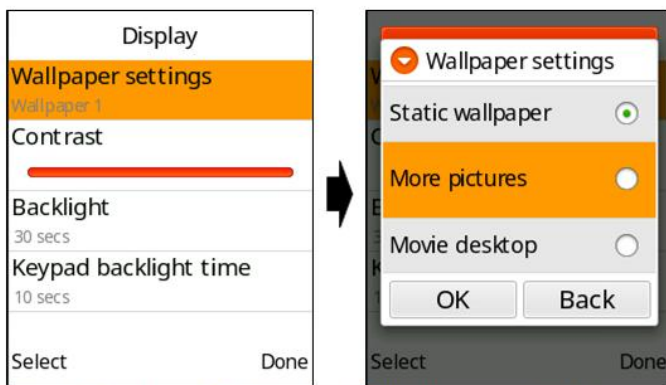 Display
Wallpaper settings
Wallpaper 1
Contrast
Backlight
30 secs
Keypad backlight time
10 secs
Select Done
Wallpaper settings
Static wallpaper
More pictures
Movie desktop
OK Back
Select Done